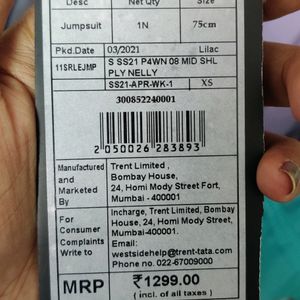 Desc Net Qty Size
Jumpsuit 1N 75cm
Pkd.Date 03/2021 Lilac
11SRLEJMP S SS21 P4WN 08 MID SHL
PLY NELLY
SS21-APR-WK-1 XS
300852240001
2 050026 283893
Manufactured and Marketed By
Trent Limited ,
Bombay House,
24, Homi Mody Street Fort,
Mumbai - 400001
For Consumer Complaints Write to
Incharge, Trent Limited, Bombay
House, 24, Homi Mody Street,
Mumbai-400001.
Email:
westsidehelp@trent-tata.com
Phone no. 022-67009000
MRP ₹1299.00
( incl. of all taxes )